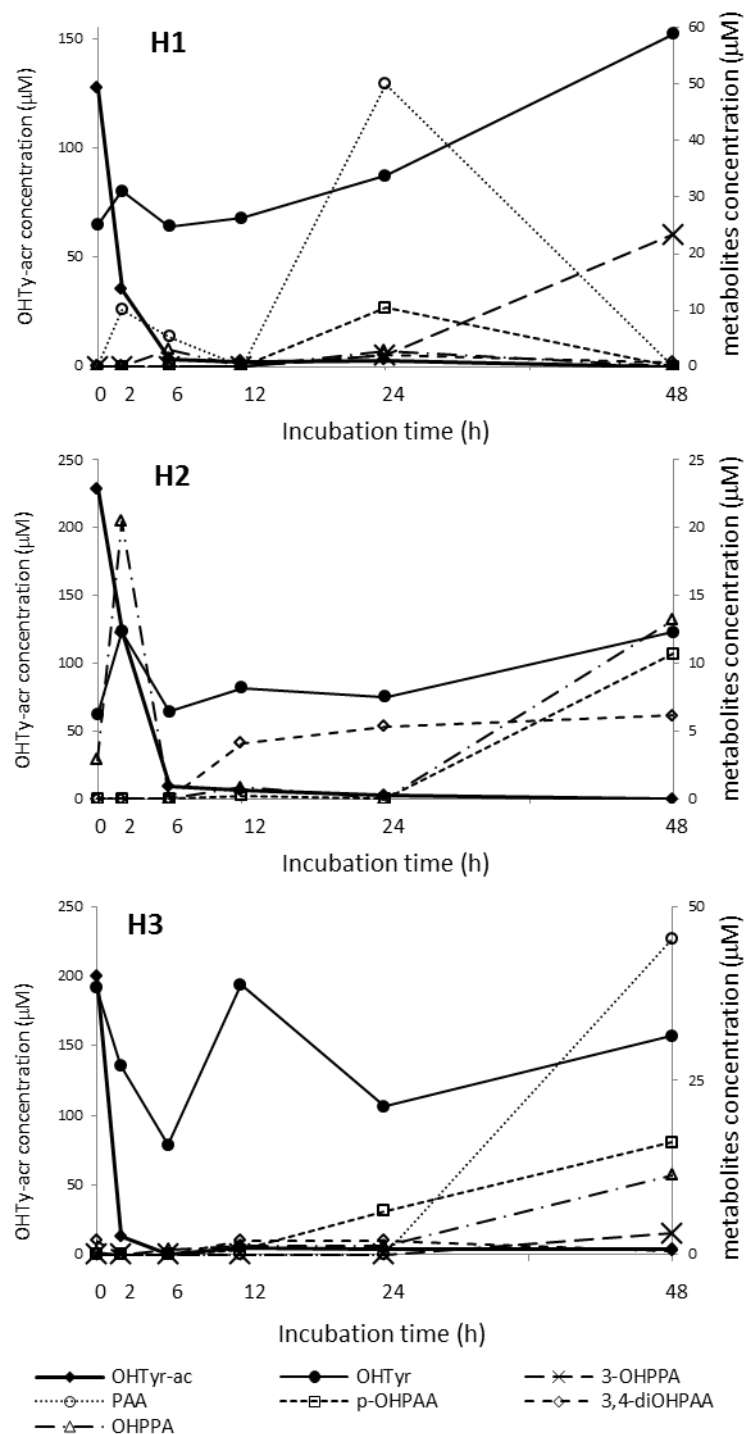 H1
OHTy-acr concentration (µM)
150
100
50
0
60
50
40
30
20
10
0
metabolites concentration (µM)
0 2 6 12 24 48
Incubation time (h)
H2
OHTy-acr concentration (µM)
250
200
150
100
50
0
25
20
15
10
5
0
metabolites concentration (µM)
0 2 6 12 24 48
Incubation time (h)
H3
OHTy-acr concentration (µM)
250
200
150
100
50
0
50
25
0
metabolites concentration (µM)
0 2 6 12 24 48
Incubation time (h)
OHTyr-ac OHTyr 3-OHPPA
PAA p-OHPAA 3,4-diOHPAA
OHPPA